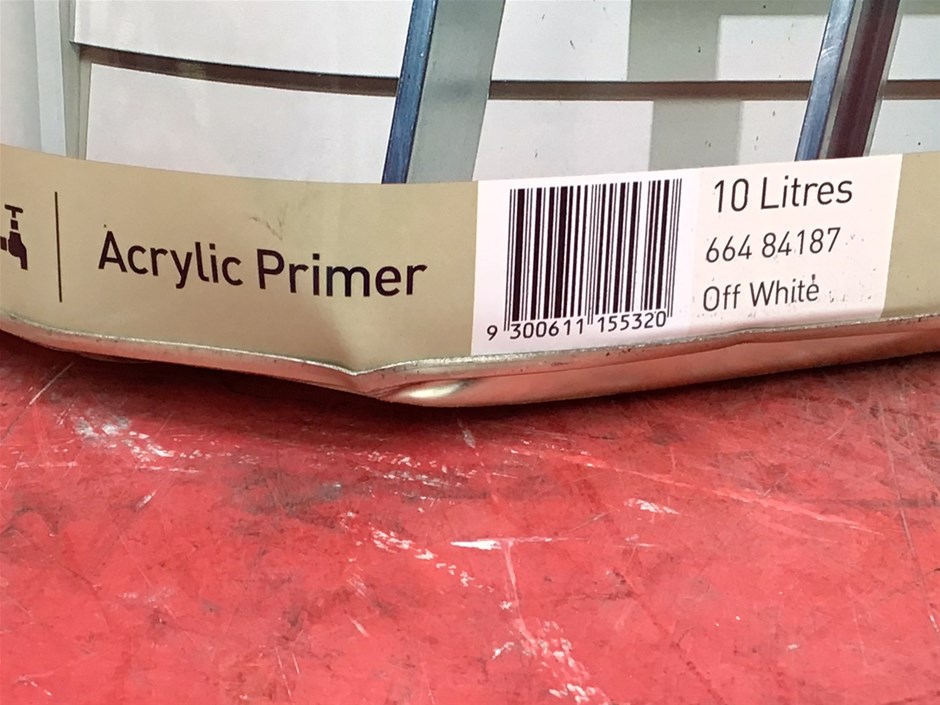 Acrylic Primer
9 300611 155320
10 Litres
664 84187
Off White